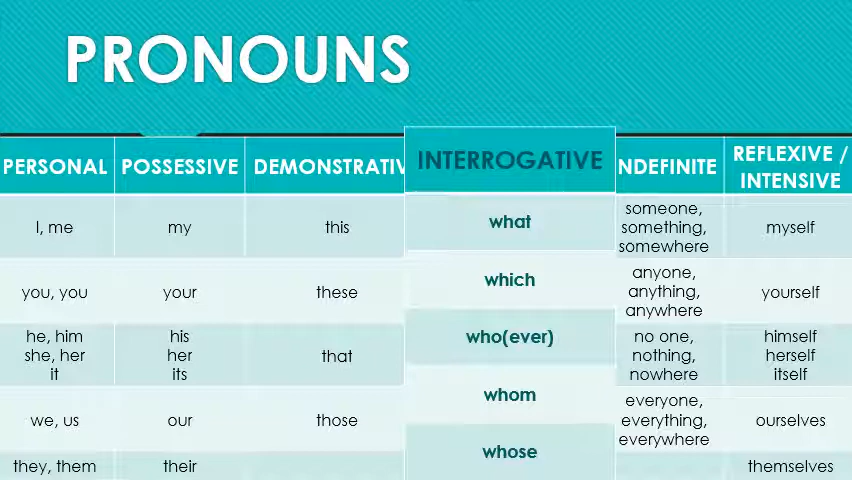 PRONOUNS
PERSONAL POSSESSIVE DEMONSTRATIV INTERROGATIVE NDEFINITE REFLEXIVE /
INTENSIVE
I, me my this what someone,
something,
somewhere myself
you, you your these which anyone,
anything,
anywhere yourself
he, him his that who(ever) no one, himself
she, her her nothing, herself
it its nowhere itself
we, us our those whom everyone,
everything,
everywhere ourselves
they, them their whose themselves